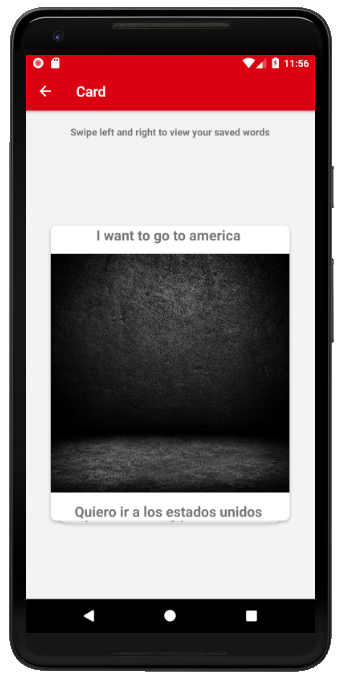 11:56
Card
Swipe left and right to view your saved words
I want to go to america
Quiero ir a los estados unidos